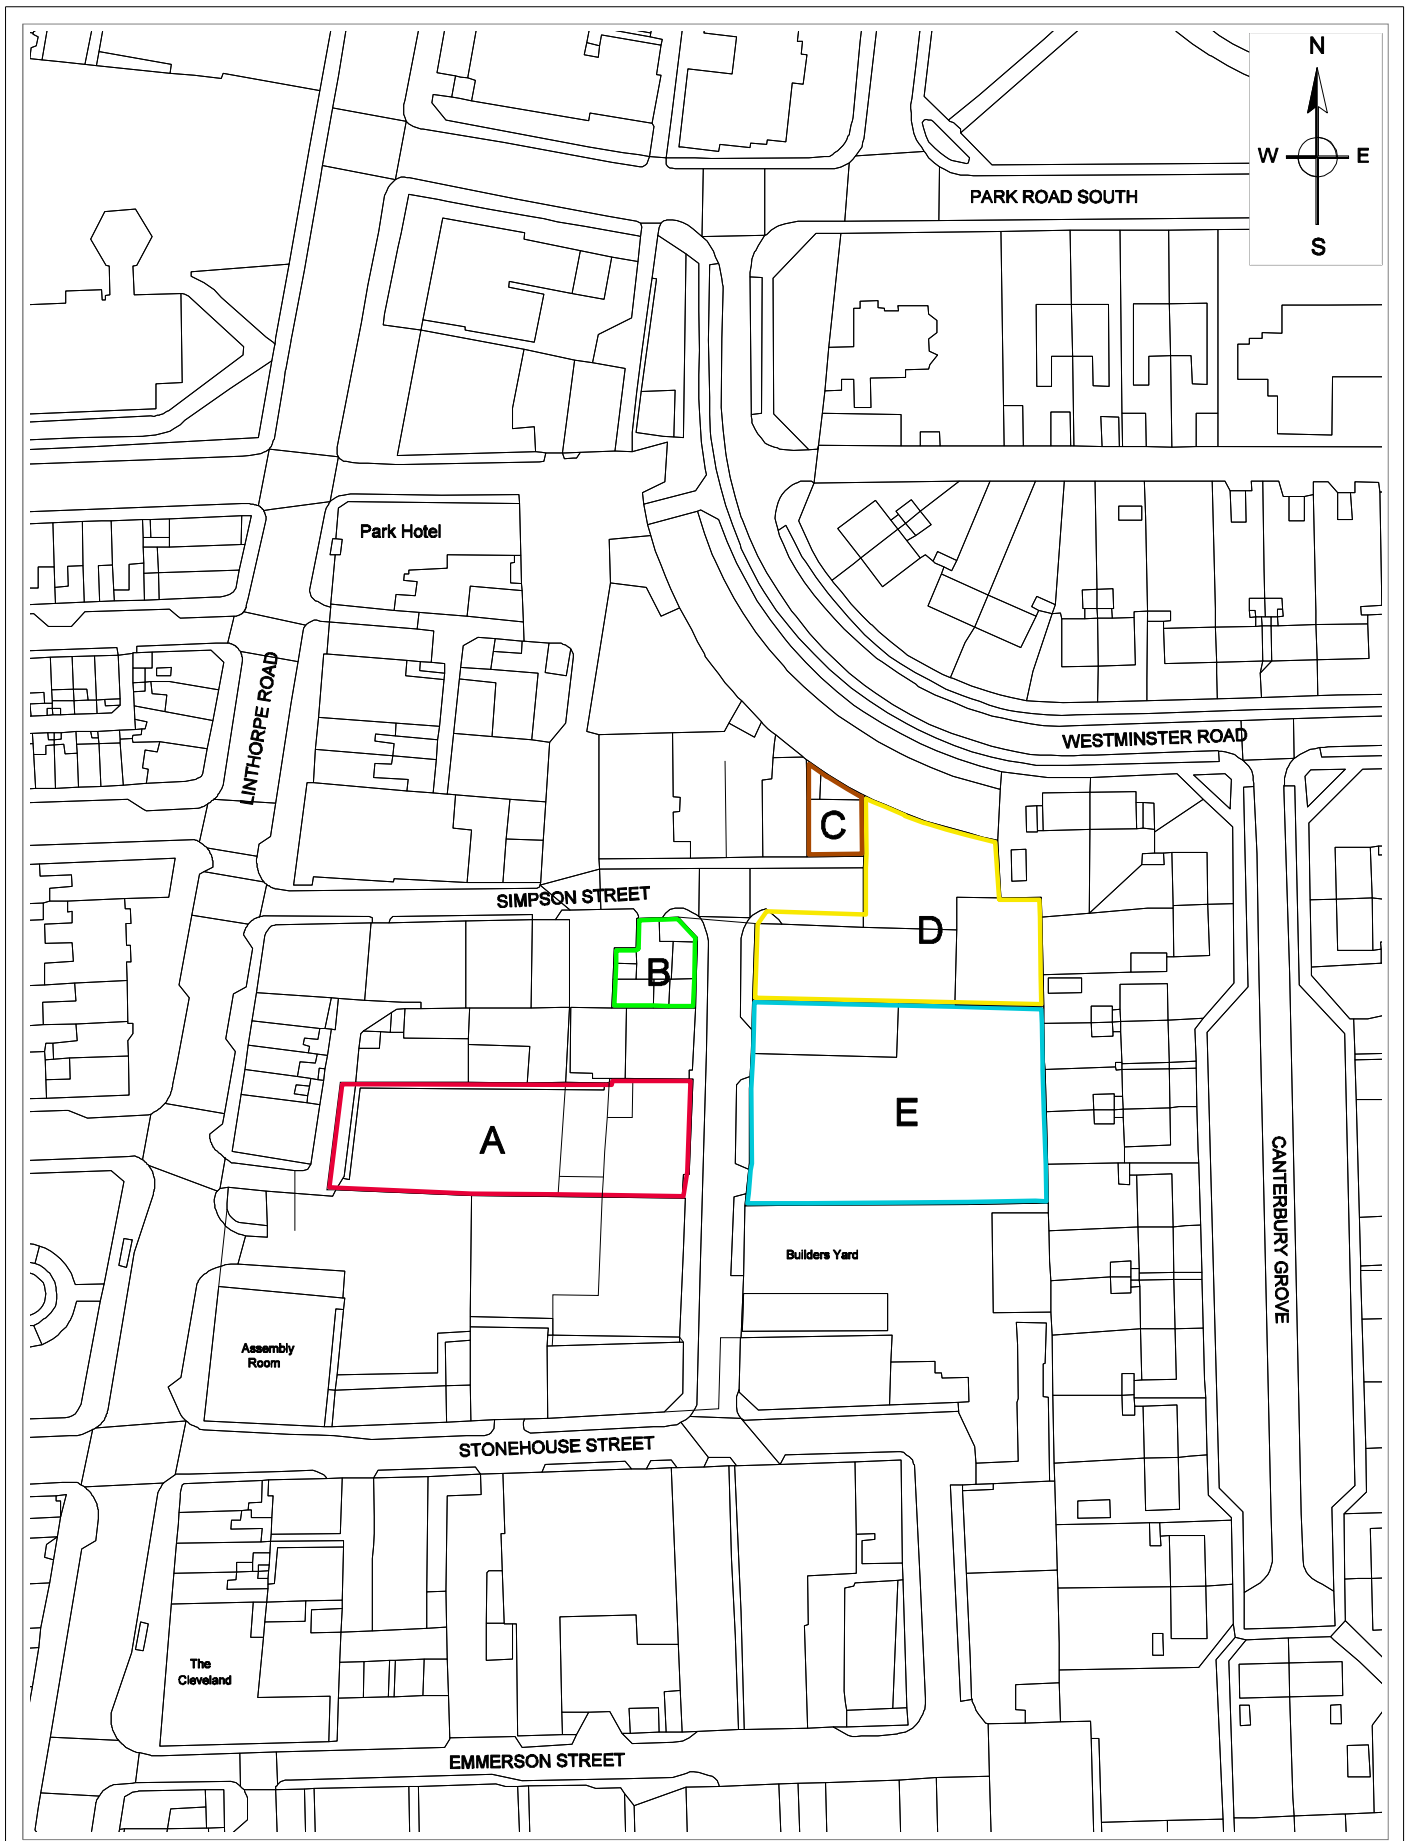 N
W E
S
PARK ROAD SOUTH
Park Hotel
LINTHORPE ROAD
WESTMINSTER ROAD
C
SIMPSON STREET
D
B
E
A
CANTERBURY GROVE
Builders Yard
Assembly
Room
STONEHOUSE STREET
The
Cleveland
EMMERSON STREET